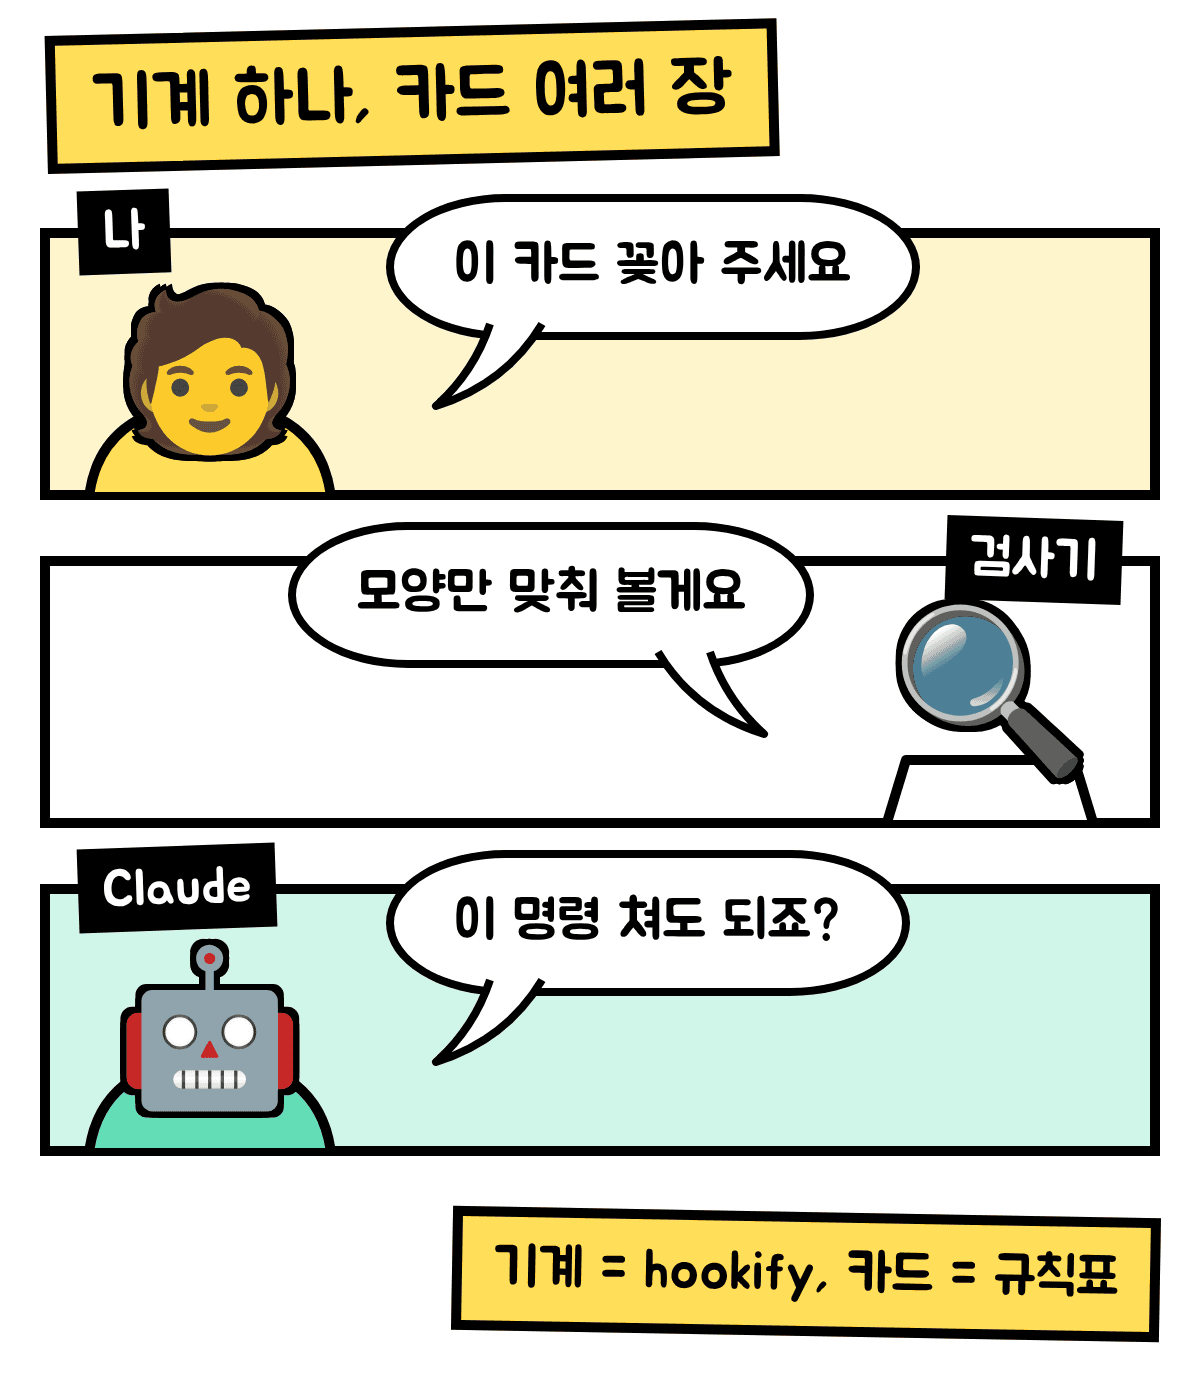 기계 하나, 카드 여러 장
나
이 카드 꽂아 주세요
검사기
모양만 맞춰 볼게요
Claude
이 명령 쳐도 되죠?
기계 = hookify, 카드 = 규칙표